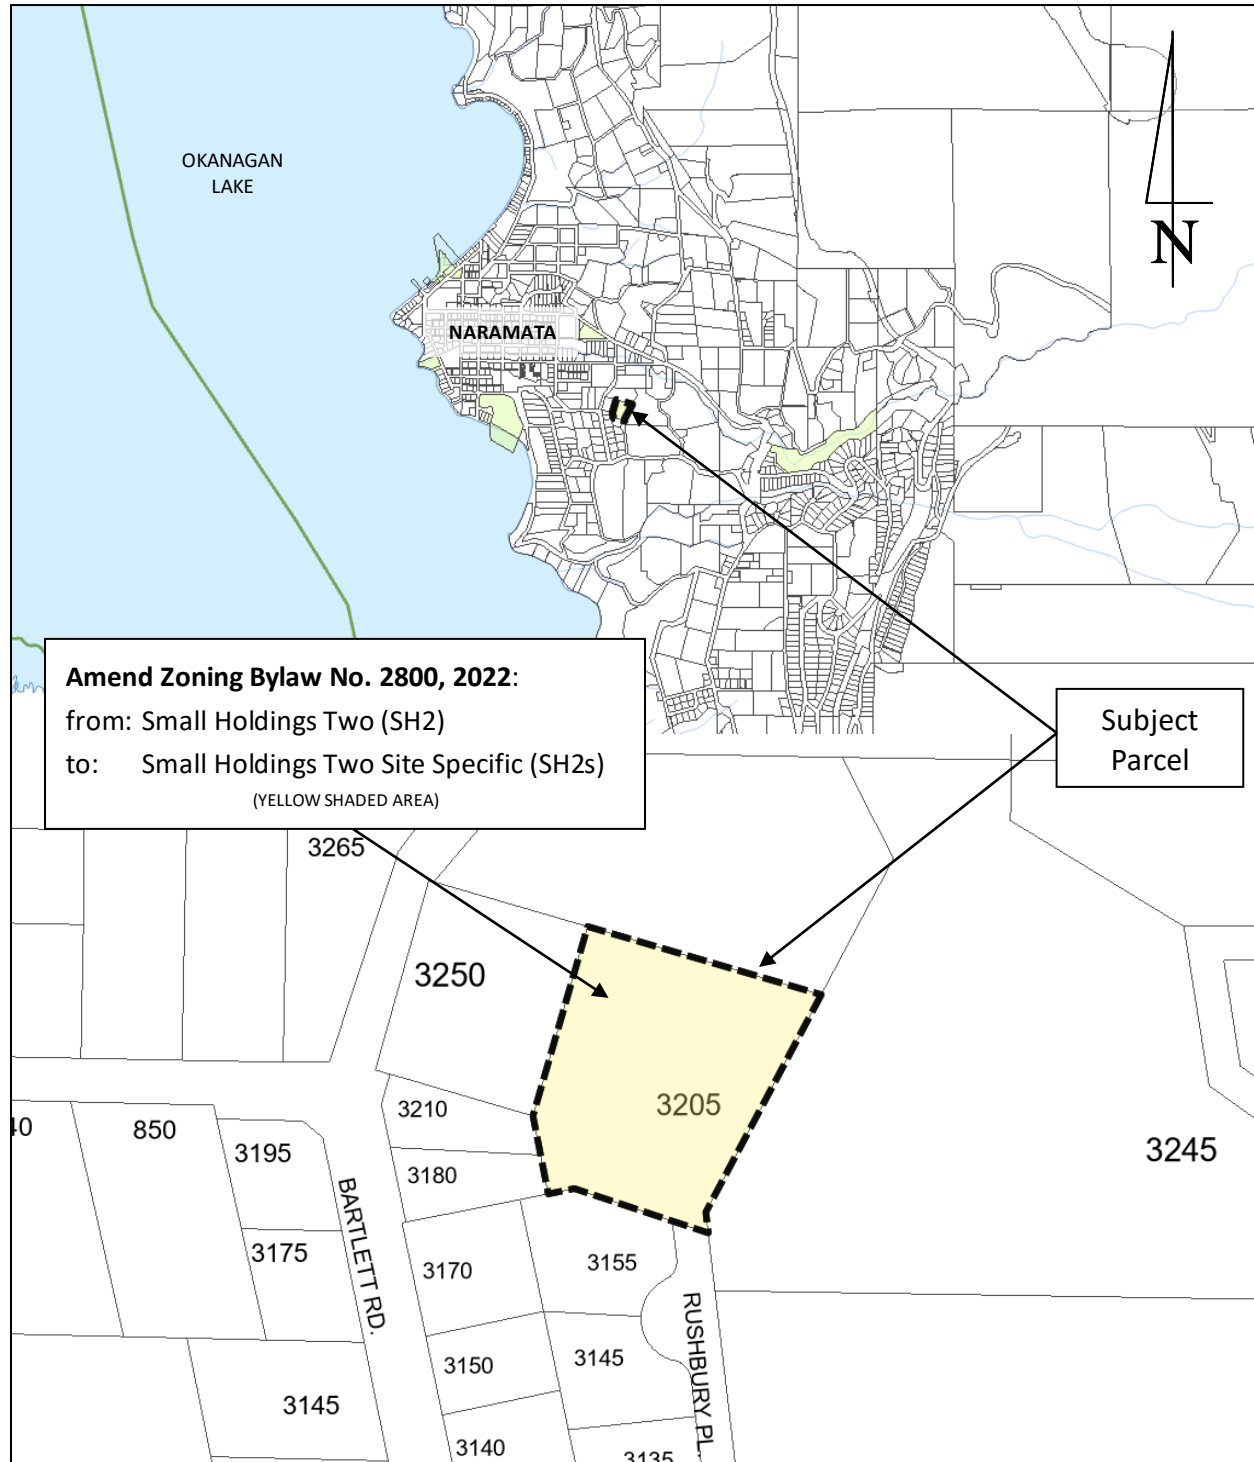 OKANAGAN
LAKE
N
NARAMATA
Amend Zoning Bylaw No. 2800, 2022:
from: Small Holdings Two (SH2)
to: Small Holdings Two Site Specific (SH2s)
(YELLOW SHADED AREA)
Subject
Parcel
3265
3250
3205
3210
40
850
3195
3180
3245
BARTLETT RD.
3175
3170
3155
RUSHBURY PL.
3150
3145
3145
3140
3135